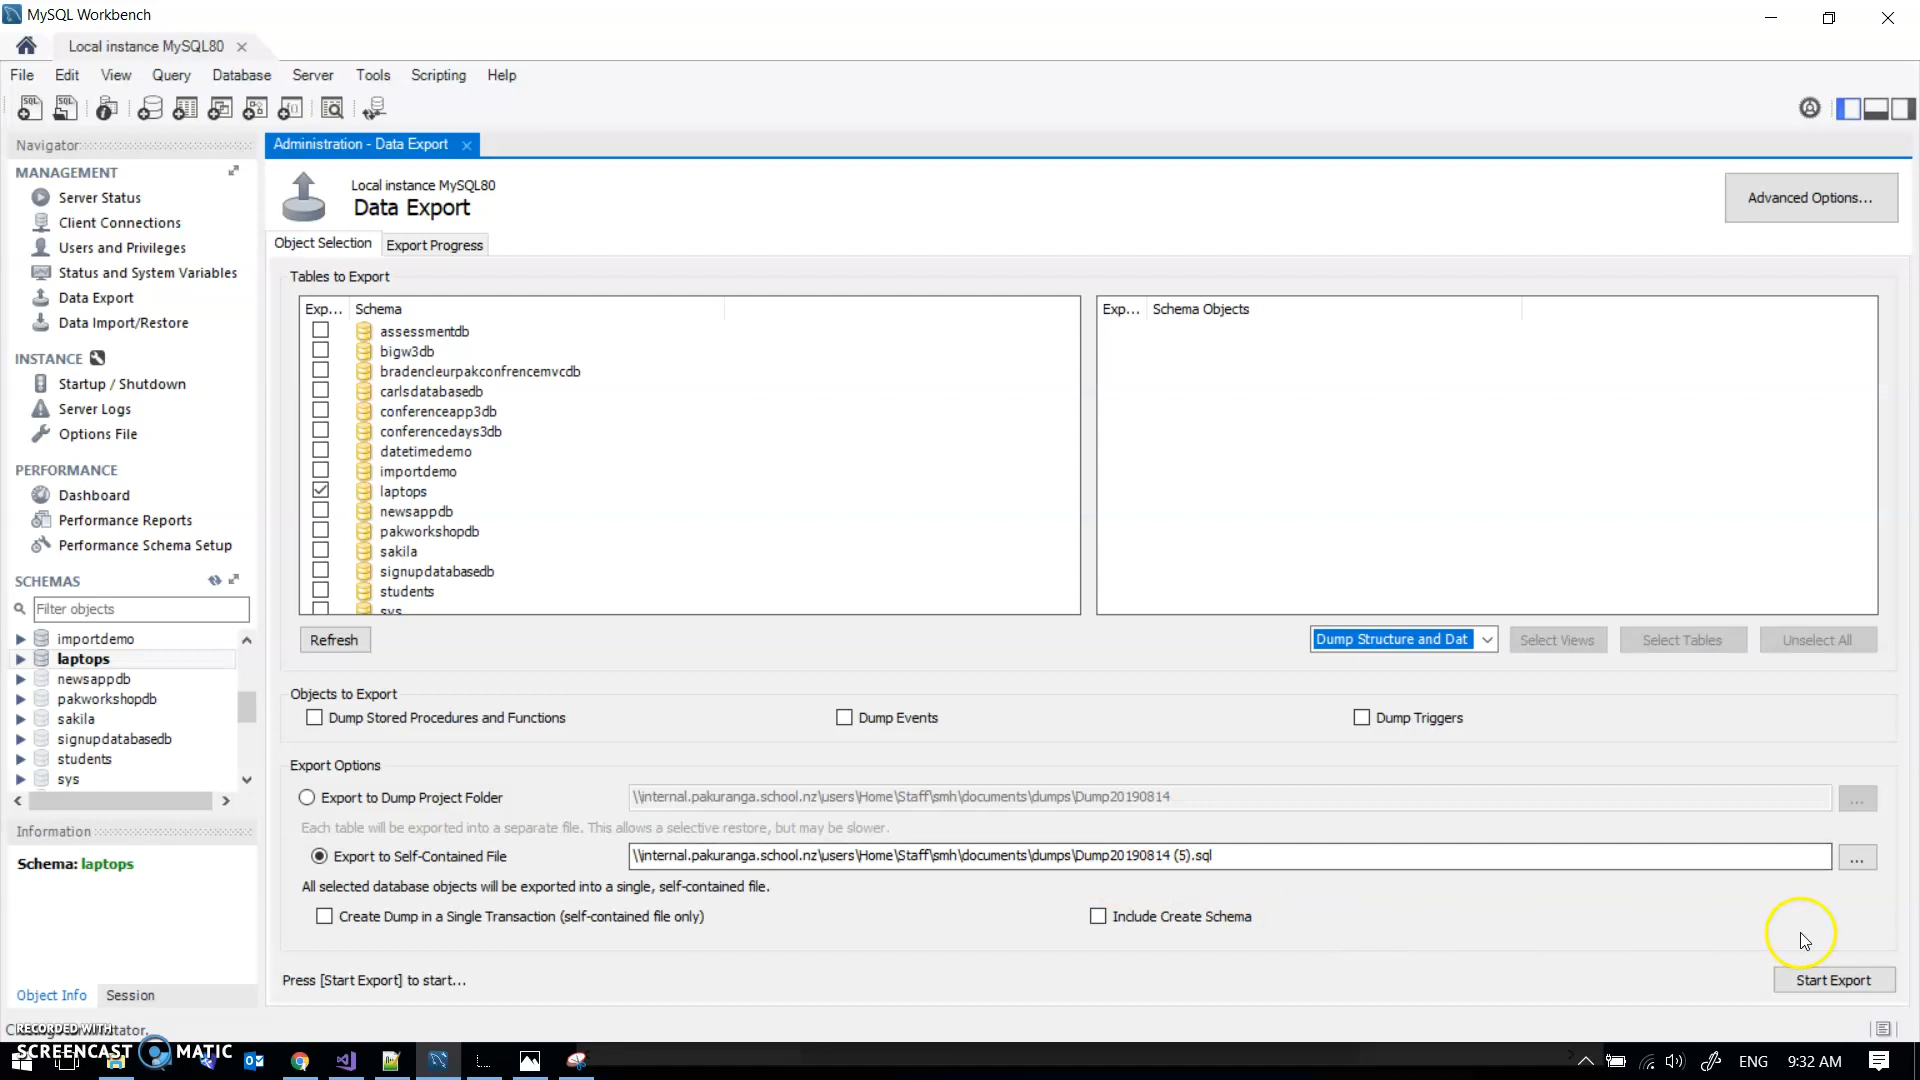 MySQL Workbench
Local instance MySQL80
File Edit View Query Database Server Tools Scripting Help
Navigator
MANAGEMENT
Server Status
Client Connections
Users and Privileges
Status and System Variables
Data Export
Data Import/Restore
INSTANCE
Startup / Shutdown
Server Logs
Options File
PERFORMANCE
Dashboard
Performance Reports
Performance Schema Setup
SCHEMAS
Filter objects
importdemo
laptops
newsappdb
pakworkshopdb
sakila
signupdatabasedb
students
sys
Information
Schema: laptops
Object Info Session
Administration - Data Export
Local instance MySQL80
Data Export
Advanced Options...
Object Selection Export Progress
Tables to Export
Exp... Schema
assessmentdb
bigw3db
bradencleurpakconfrencemvcdb
carlsdatabasedb
conferenceapp3db
conferencedays3db
datetimedemo
importdemo
laptops
newsappdb
pakworkshopdb
sakila
signupdatabasedb
students
sys
Exp... Schema Objects
Refresh
Dump Structure and Dat
Select Views Select Tables Unselect All
Objects to Export
Dump Stored Procedures and Functions Dump Events Dump Triggers
Export Options
Export to Dump Project Folder \\internal.pakuranga.school.nz\users\Home\Staff\smh\documents\dumps\Dump20190814 ...
Each table will be exported into a separate file. This allows a selective restore, but may be slower.
Export to Self-Contained File \\internal.pakuranga.school.nz\users\Home\Staff\smh\documents\dumps\Dump20190814 (5).sql ...
All selected database objects will be exported into a single, self-contained file.
Create Dump in a Single Transaction (self-contained file only) Include Create Schema
Press [Start Export] to start...
Start Export
RECORDED WITH
SCREENCAST MATIC
ENG 9:32 AM